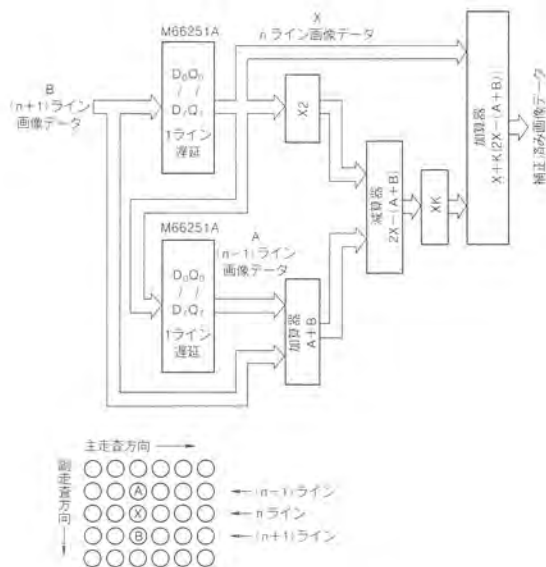 M66251A
D₀Q₀
/ /
D₇Q₇
1ライン
遅延
B
(n+1)ライン
画像データ
X
nライン画像データ
X2
M66251A
D₀Q₀
/ /
D₇Q₇
1ライン
遅延
A
(n-1)ライン
画像データ
加算器
A+B
減算器
2X-(A+B)
XK
加算器
X+K{2X-(A+B)}
補正済み画像データ
主走査方向
副走査方向
A
X
B
(n-1)ライン
nライン
(n+1)ライン